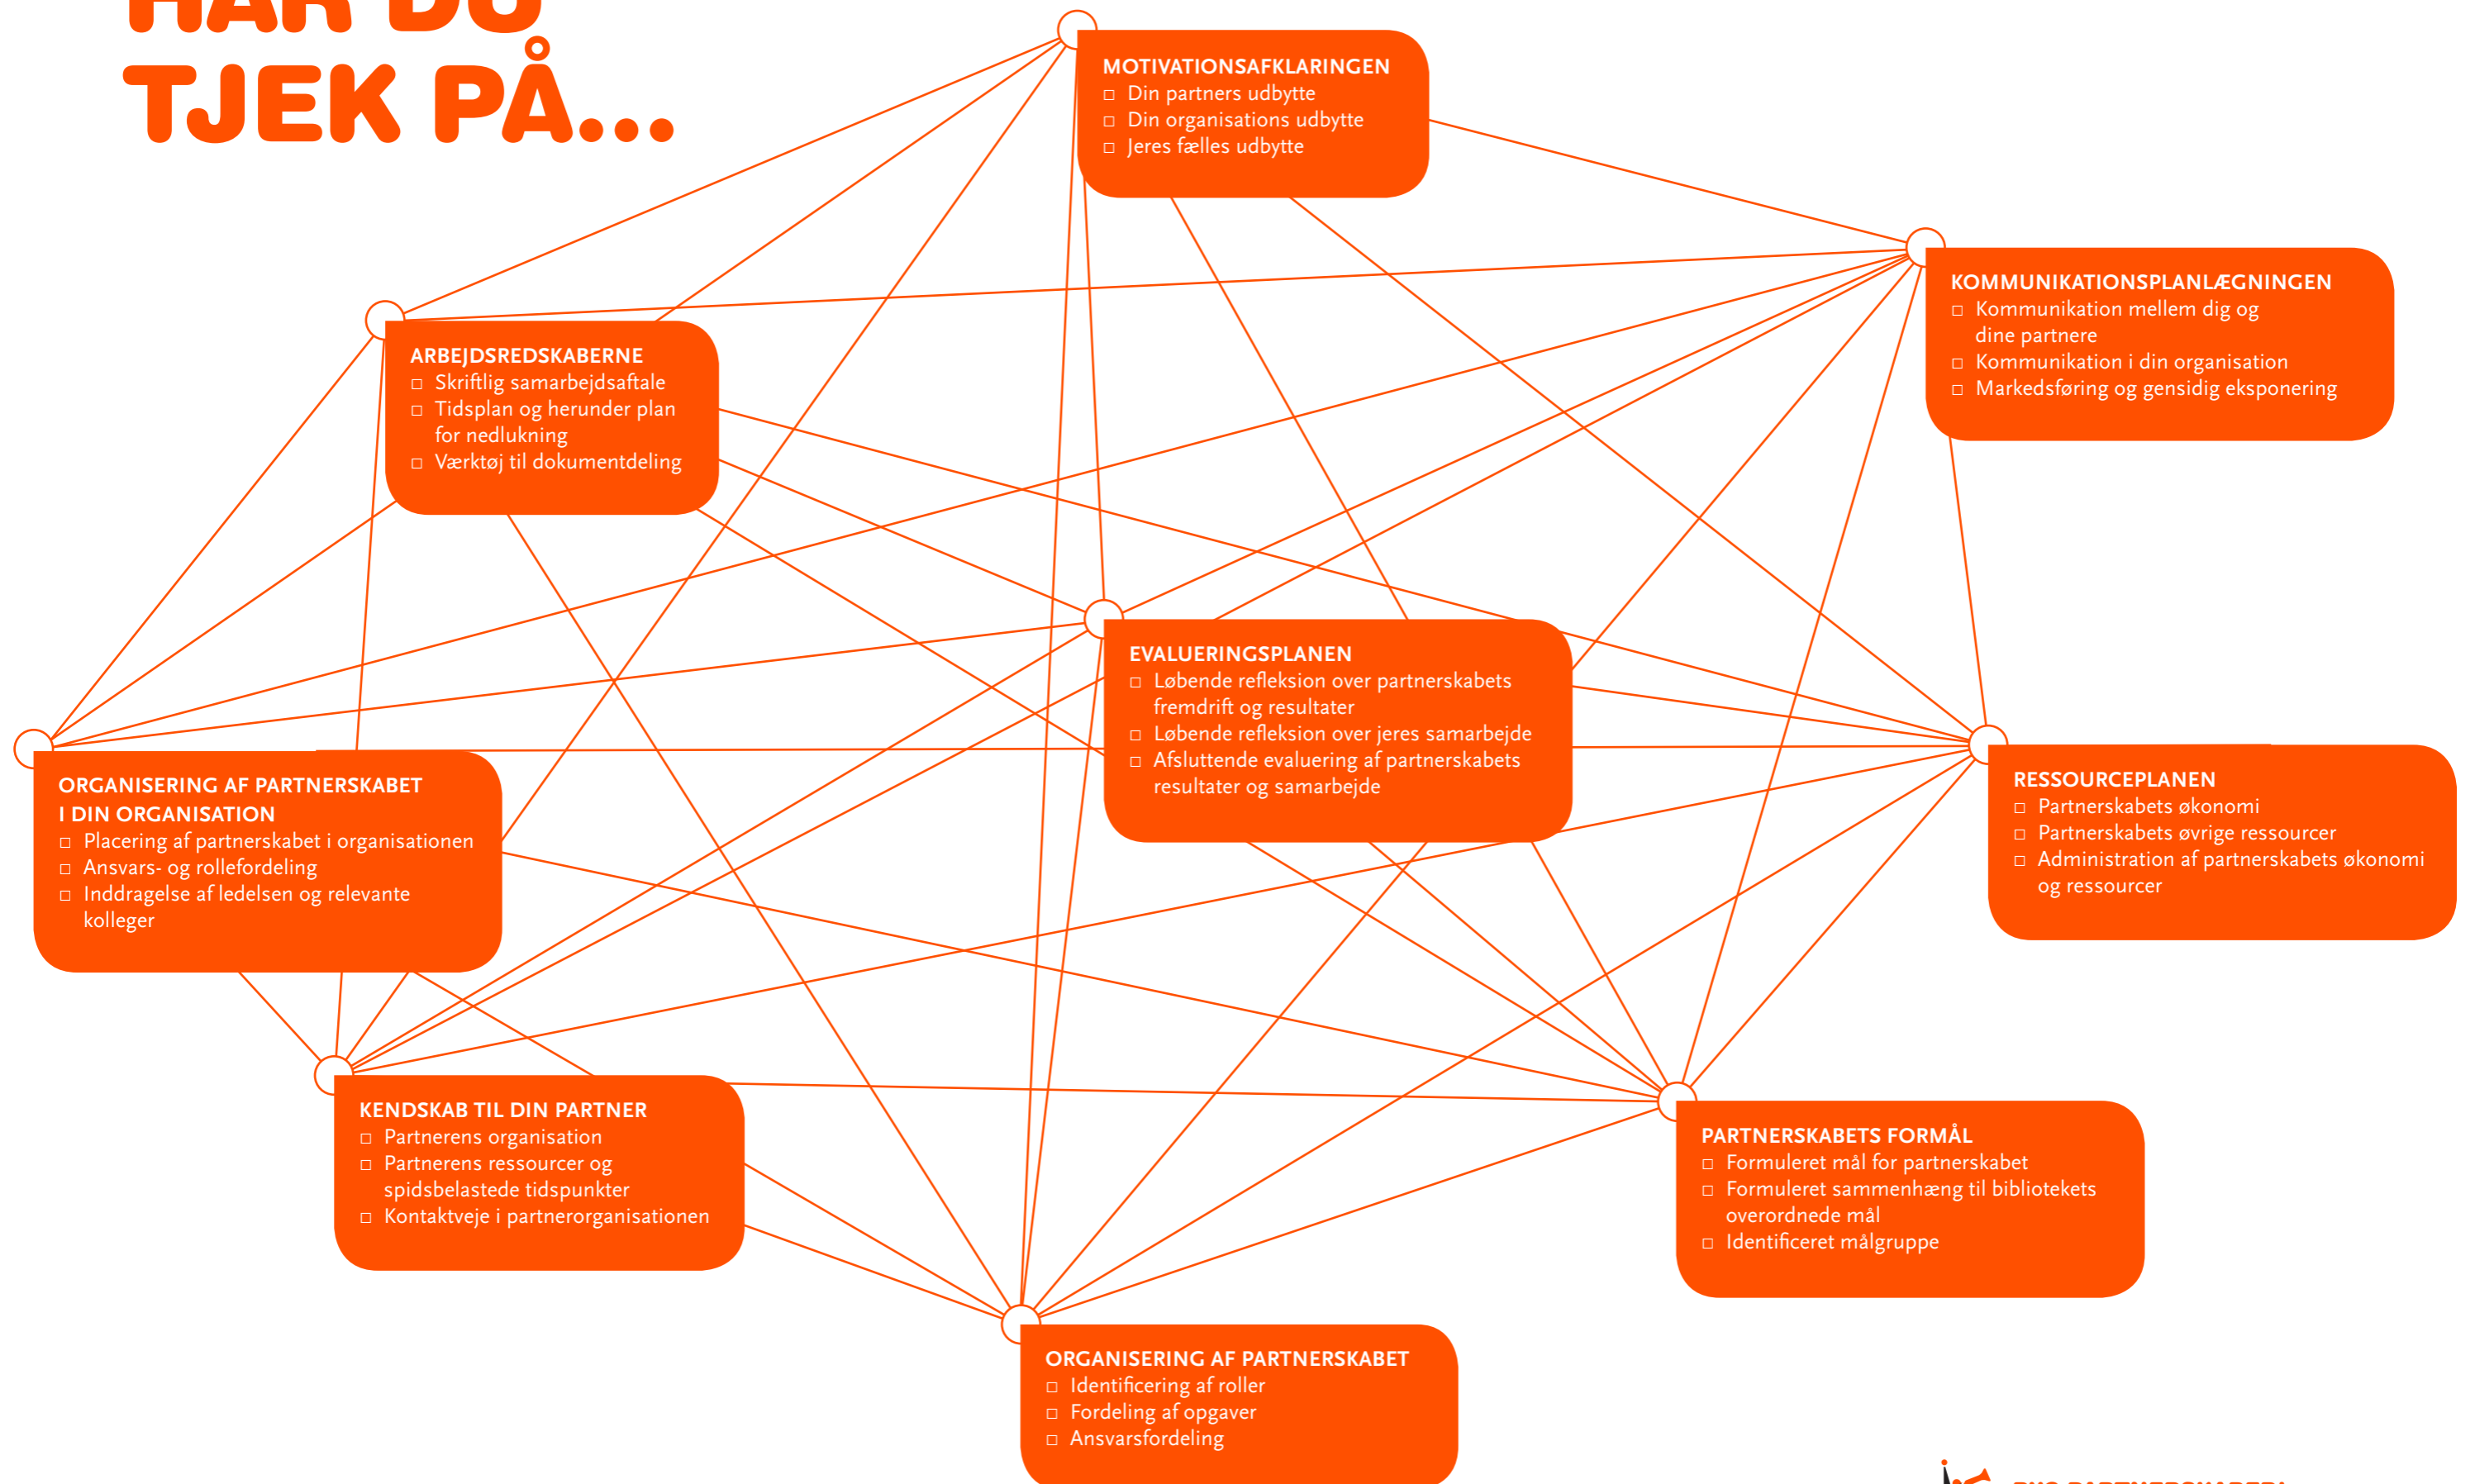 HAR DU
TJEK PÅ...
MOTIVATIONSAFKLARINGEN
□ Din partners udbytte
□ Din organisations udbytte
□ Jeres fælles udbytte
KOMMUNIKATIONSPLANLÆGNINGEN
□ Kommunikation mellem dig og
dine partnere
□ Kommunikation i din organisation
□ Markedsføring og gensidig eksponering
ARBEJDSREDSKABERNE
□ Skriftlig samarbejdsaftale
□ Tidsplan og herunder plan
for nedlukning
□ Værktøj til dokumentdeling
EVALUERINGSPLANEN
□ Løbende refleksion over partnerskabets
fremdrift og resultater
□ Løbende refleksion over jeres samarbejde
□ Afsluttende evaluering af partnerskabets
resultater og samarbejde
ORGANISERING AF PARTNERSKABET
I DIN ORGANISATION
□ Placering af partnerskabet i organisationen
□ Ansvars- og rollefordeling
□ Inddragelse af ledelsen og relevante
kolleger
RESSOURCEPLANEN
□ Partnerskabets økonomi
□ Partnerskabets øvrige ressourcer
□ Administration af partnerskabets økonomi
og ressourcer
KENDSKAB TIL DIN PARTNER
□ Partnerens organisation
□ Partnerens ressourcer og
spidsbelastede tidspunkter
□ Kontaktveje i partnerorganisationen
PARTNERSKABETS FORMÅL
□ Formuleret mål for partnerskabet
□ Formuleret sammenhæng til bibliotekets
overordnede mål
□ Identificeret målgruppe
ORGANISERING AF PARTNERSKABET
□ Identificering af roller
□ Fordeling af opgaver
□ Ansvarsfordeling